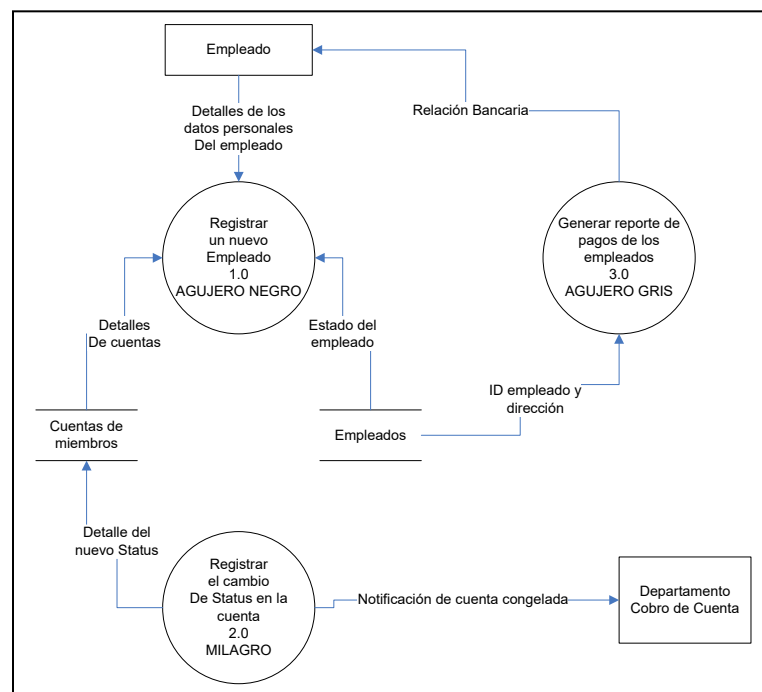 Empleado
Detalles de los
datos personales
Del empleado
Relación Bancaria
Registrar
un nuevo
Empleado
1.0
AGUJERO NEGRO
Generar reporte de
pagos de los
empleados
3.0
AGUJERO GRIS
Detalles
De cuentas
Estado del
empleado
ID empleado y
dirección
Cuentas de
miembros
Empleados
Detalle del
nuevo Status
Registrar
el cambio
De Status en la
cuenta
2.0
MILAGRO
Notificación de cuenta congelada
Departamento
Cobro de Cuenta